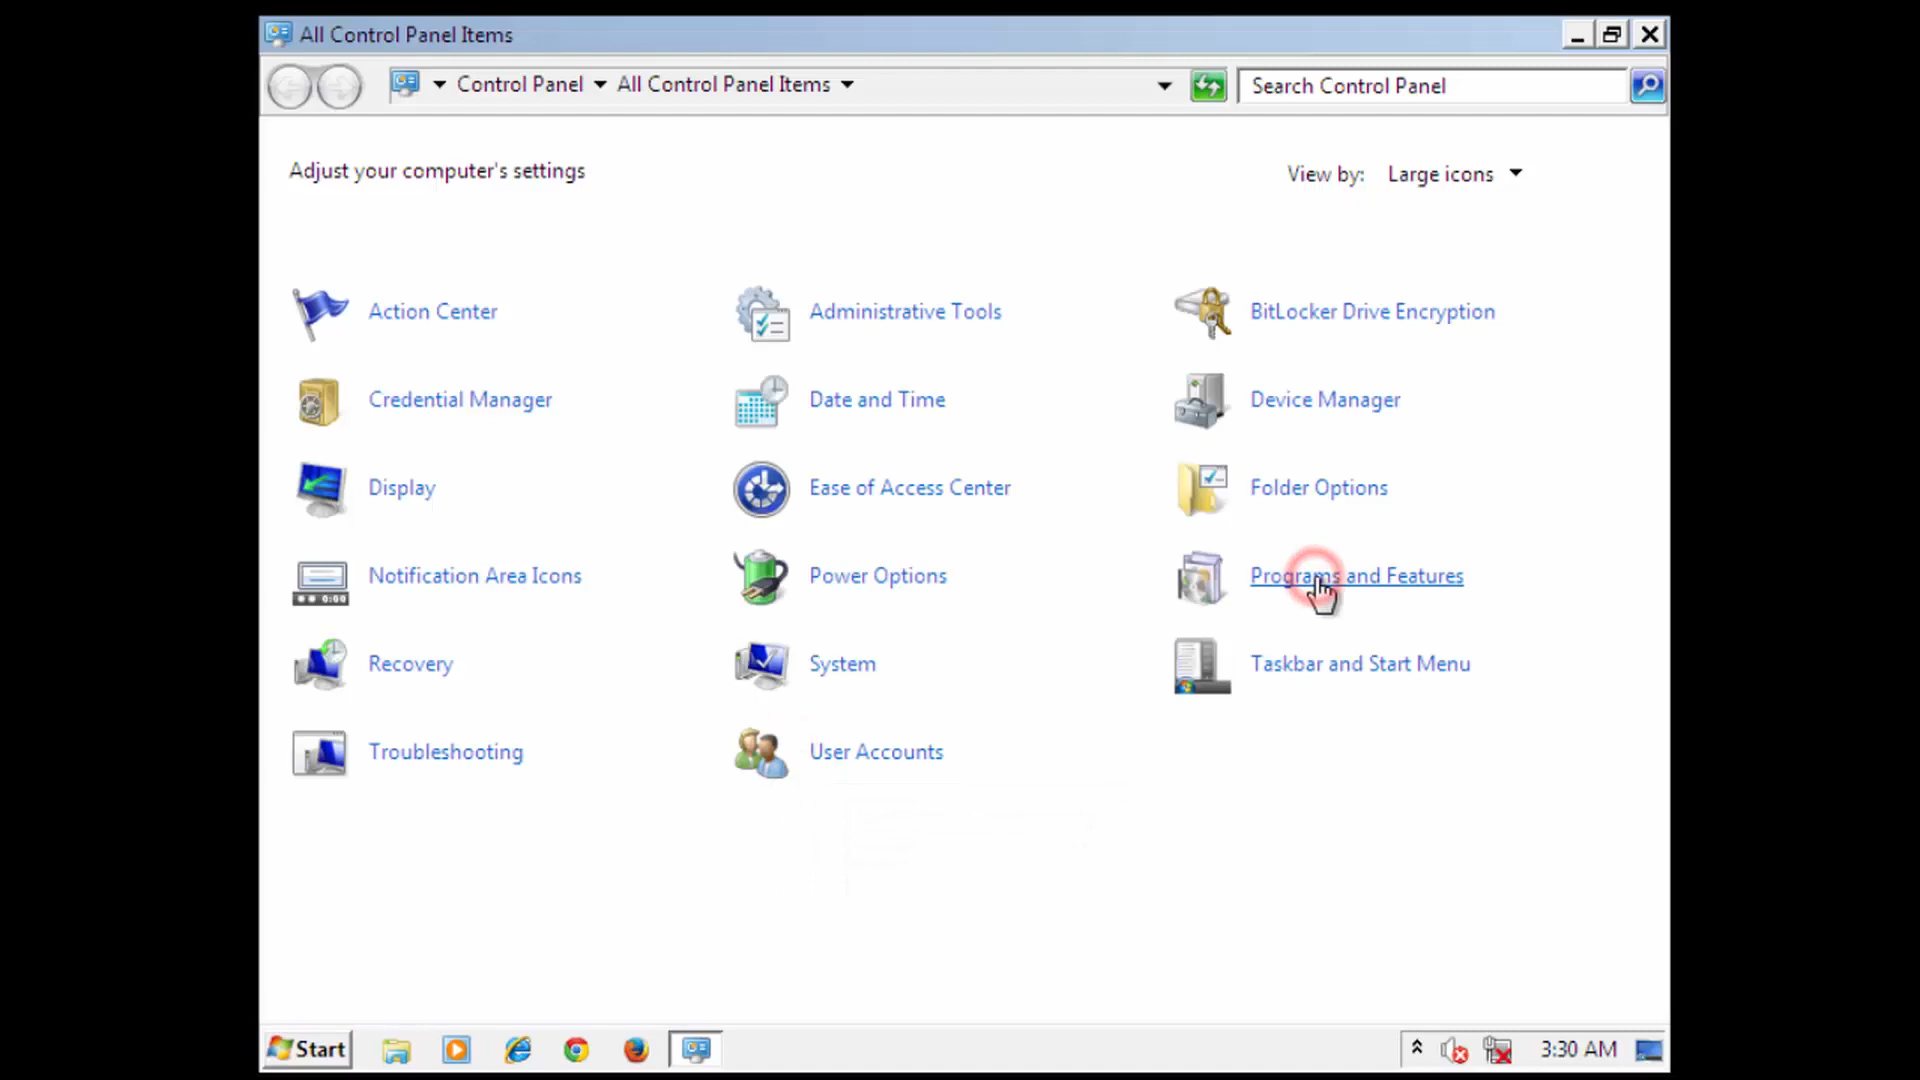 All Control Panel Items
Control Panel All Control Panel Items Search Control Panel
Adjust your computer's settings
View by: Large icons
Action Center Administrative Tools BitLocker Drive Encryption
Credential Manager Date and Time Device Manager
Display Ease of Access Center Folder Options
Notification Area Icons Power Options Programs and Features
Recovery System Taskbar and Start Menu
Troubleshooting User Accounts
Start 3:30 AM